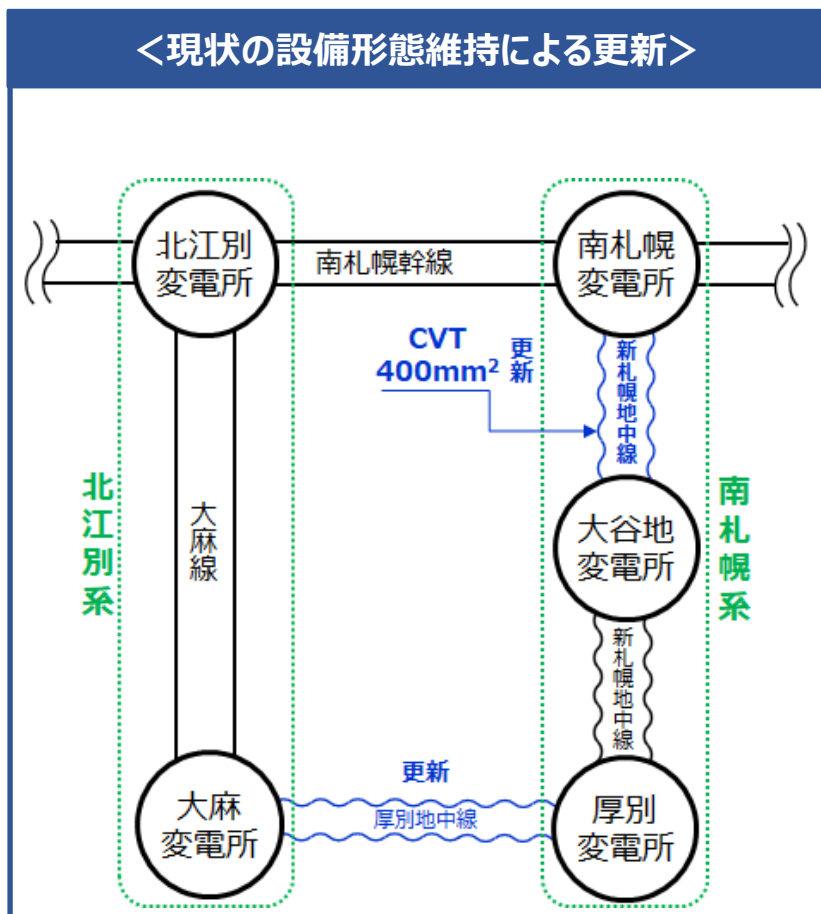 ＜現状の設備形態維持による更新＞
北江別
変電所
南札幌幹線
南札幌
変電所
CVT
400mm²
更新
新札幌地中線
北江別系
大麻線
大谷地
変電所
南札幌系
新札幌地中線
更新
大麻
変電所
厚別地中線
厚別
変電所